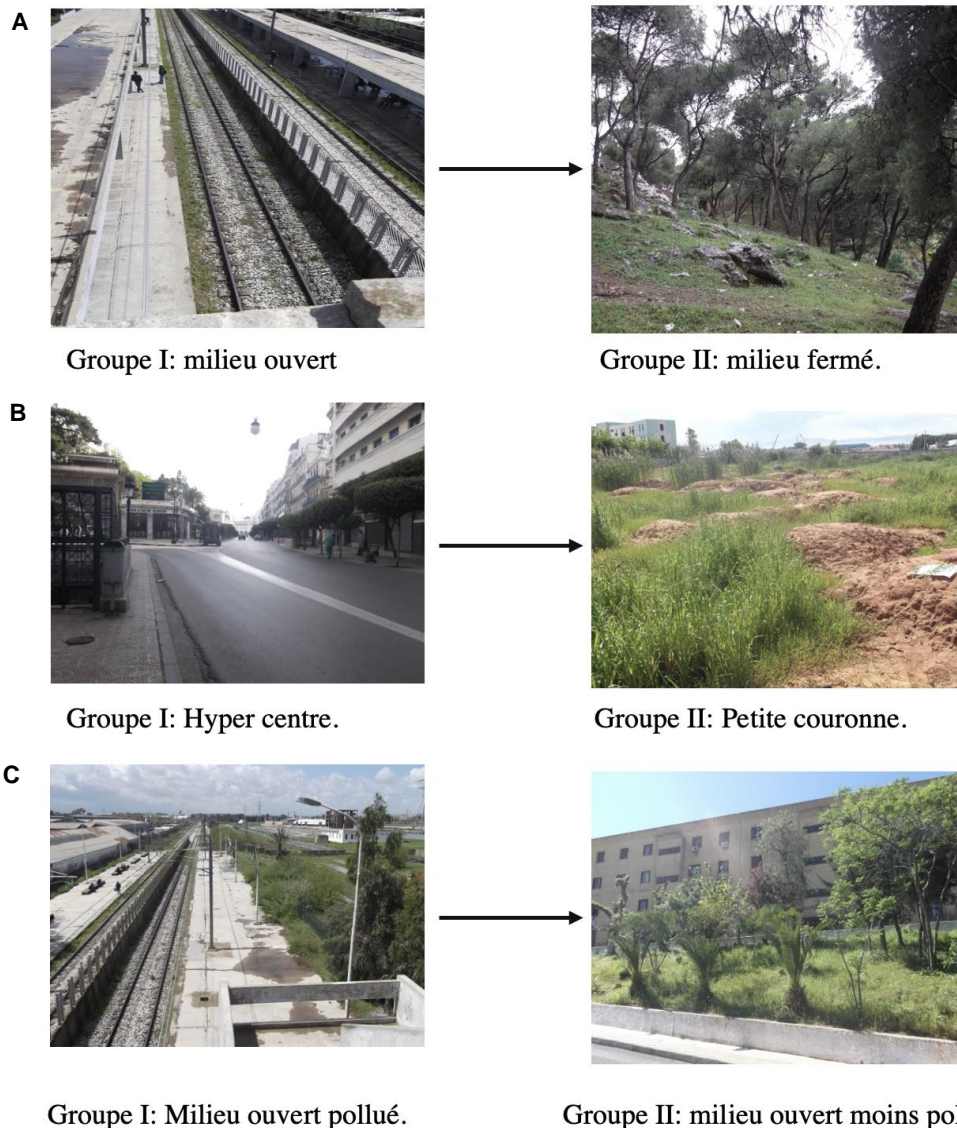 A
Groupe I: milieu ouvert
Groupe II: milieu fermé.
B
Groupe I: Hyper centre.
Groupe II: Petite couronne.
C
Groupe I: Milieu ouvert pollué.
Groupe II: milieu ouvert moins pol